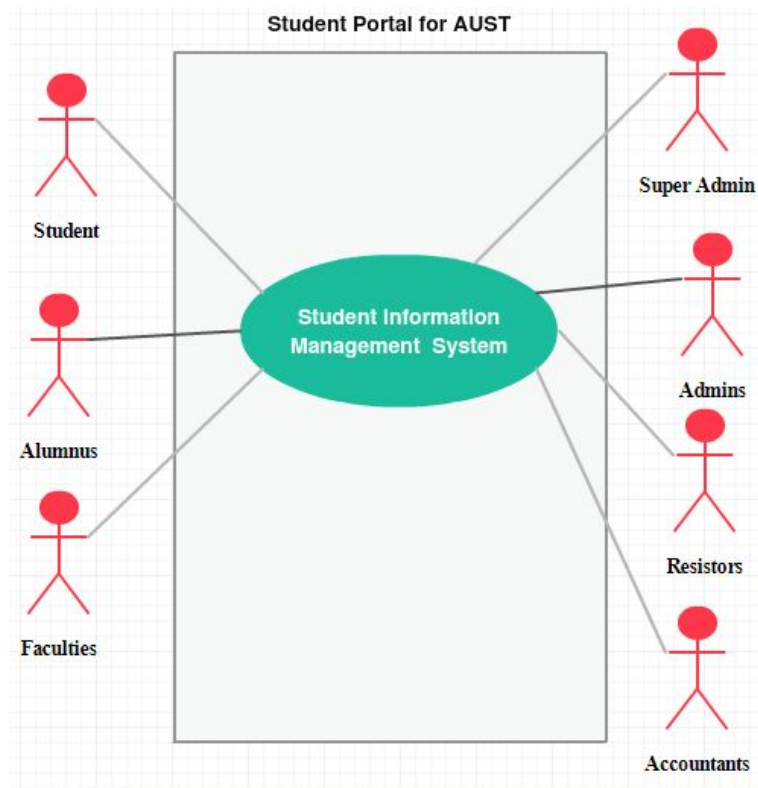 Student Portal for AUST
Student
Alumnus
Faculties
Student Information
Management System
Super Admin
Admins
Resistors
Accountants